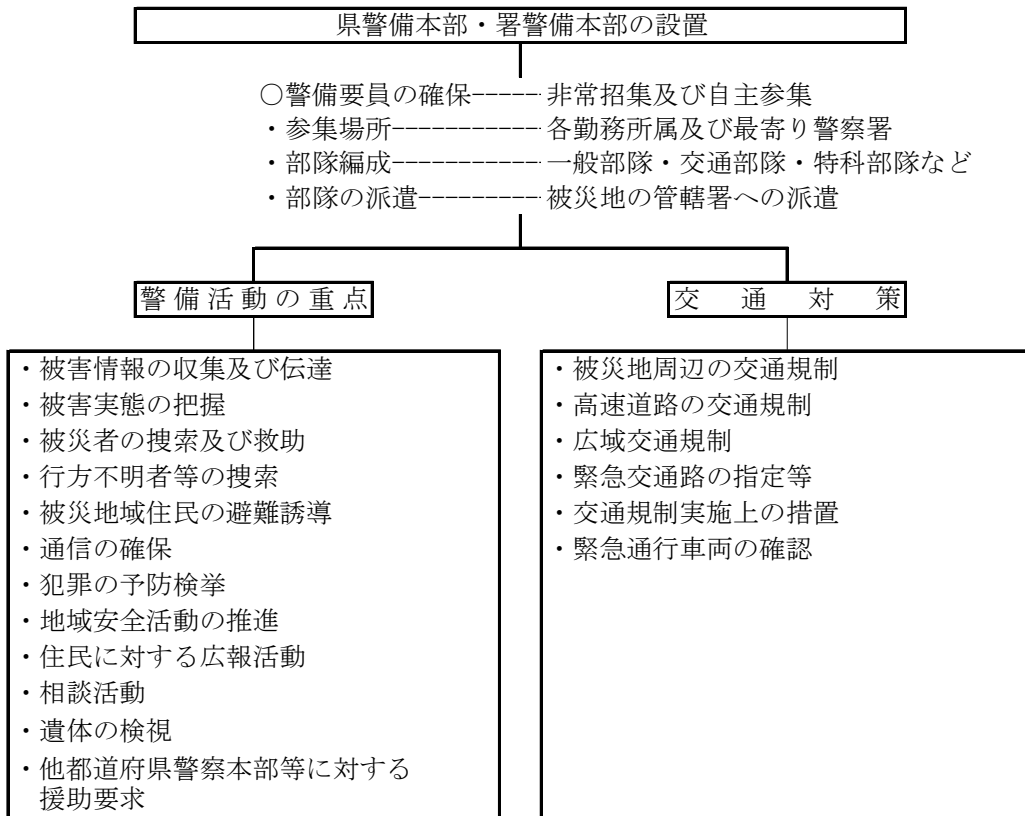 県警備本部・署警備本部の設置
○警備要員の確保-----非常招集及び自主参集
・参集場所-----------各勤務所属及び最寄り警察署
・部隊編成-----------一般部隊・交通部隊・特科部隊など
・部隊の派遣---------被災地の管轄署への派遣
警備活動の重点
・被害情報の収集及び伝達
・被害実態の把握
・被災者の捜索及び救助
・行方不明者等の捜索
・被災地域住民の避難誘導
・通信の確保
・犯罪の予防検挙
・地域安全活動の推進
・住民に対する広報活動
・相談活動
・遺体の検視
・他都道府県警察本部等に対する
援助要求
交通対策
・被災地周辺の交通規制
・高速道路の交通規制
・広域交通規制
・緊急交通路の指定等
・交通規制実施上の措置
・緊急通行車両の確認